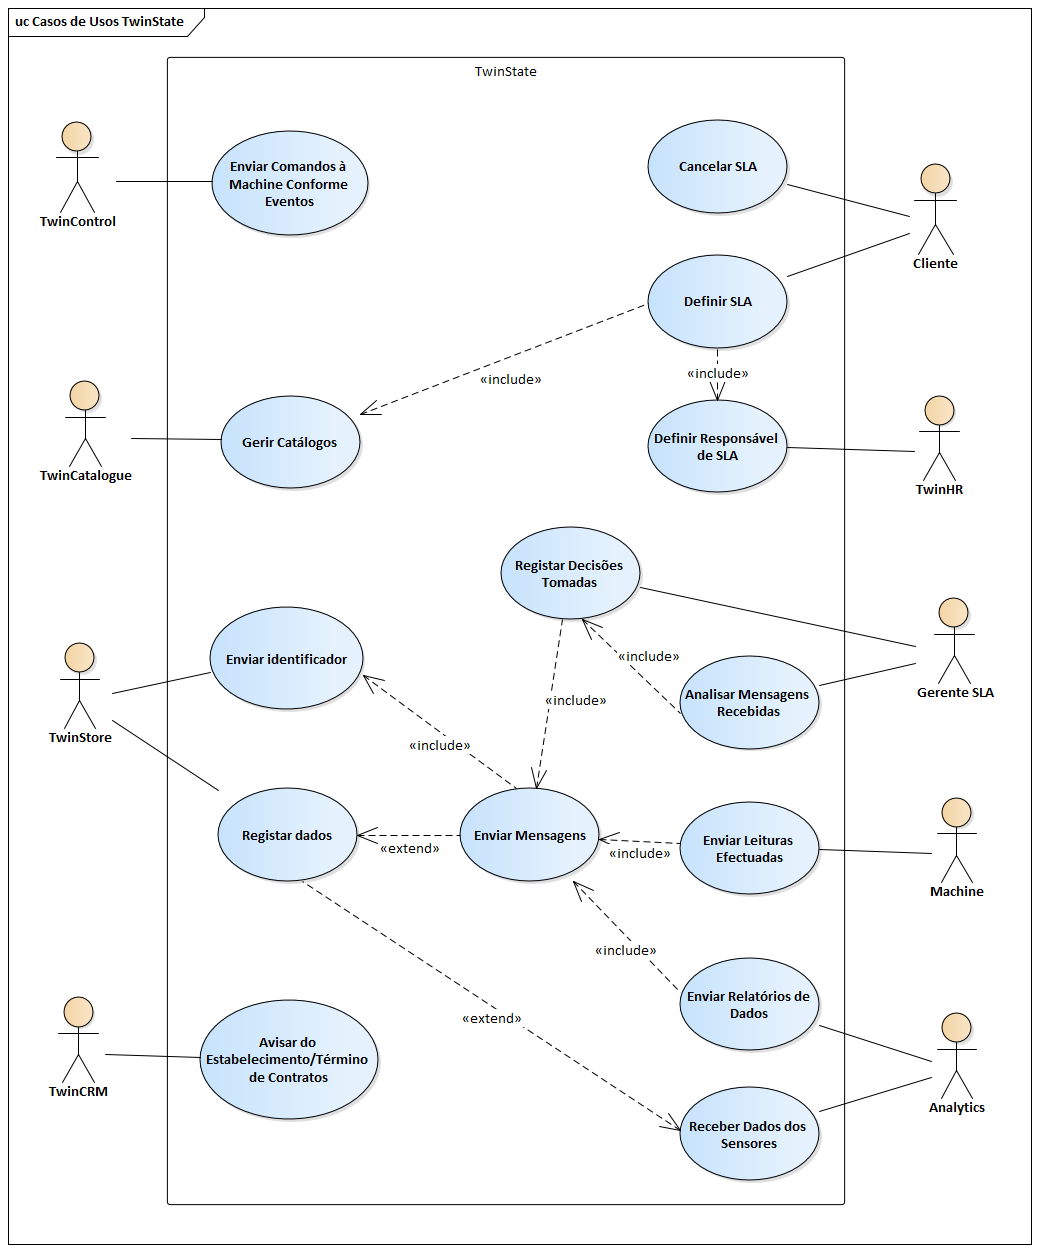 uc Casos de Usos TwinState
TwinState
Enviar Comandos à
Machine Conforme
Eventos
Cancelar SLA
TwinControl
Cliente
Definir SLA
«include»
«include»
Gerir Catálogos
Definir Responsável
de SLA
TwinCatalogue
TwinHR
Registar Decisões
Tomadas
Enviar identificador
«include»
Analisar Mensagens
Recebidas
Gerente SLA
«include»
TwinStore
«include»
Registar dados
«extend»
Enviar Mensagens
«include»
Enviar Leituras
Efectuadas
Machine
«include»
Enviar Relatórios de
Dados
«extend»
Avisar do
Estabelecimento/Término
de Contratos
TwinCRM
Analytics
Receber Dados dos
Sensores